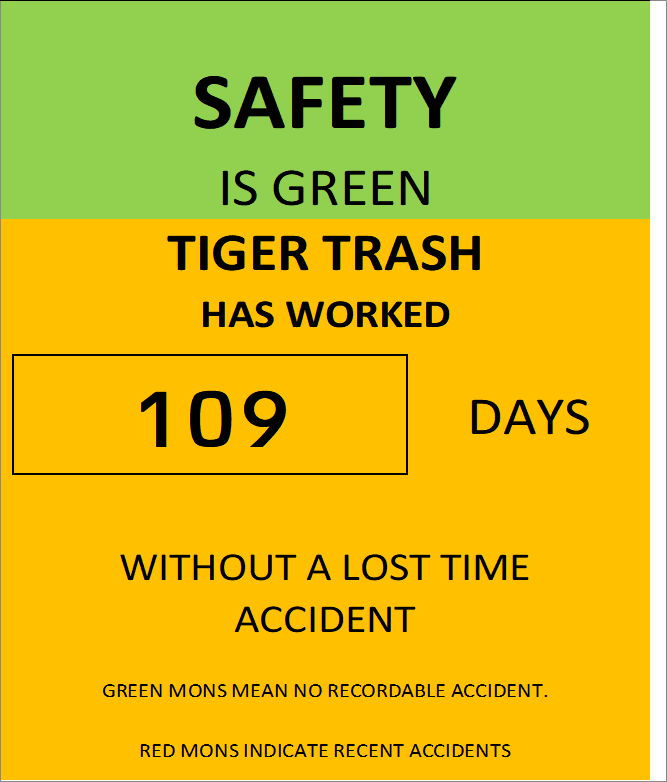 SAFETY
IS GREEN
TIGER TRASH
HAS WORKED
109 DAYS
WITHOUT A LOST TIME
ACCIDENT
GREEN MONS MEAN NO RECORDABLE ACCIDENT.
RED MONS INDICATE RECENT ACCIDENTS